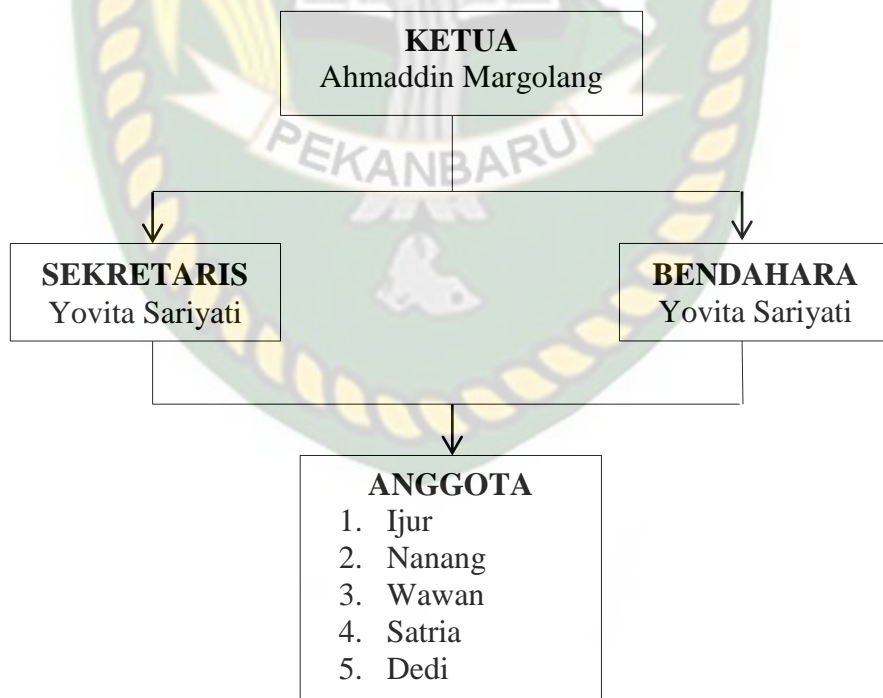 KETUA
Ahmaddin Margolang
PEKANBARU
SEKRETARIS
Yovita Sariyati
BENDAHARA
Yovita Sariyati
ANGGOTA
1. Ijur
2. Nanang
3. Wawan
4. Satria
5. Dedi